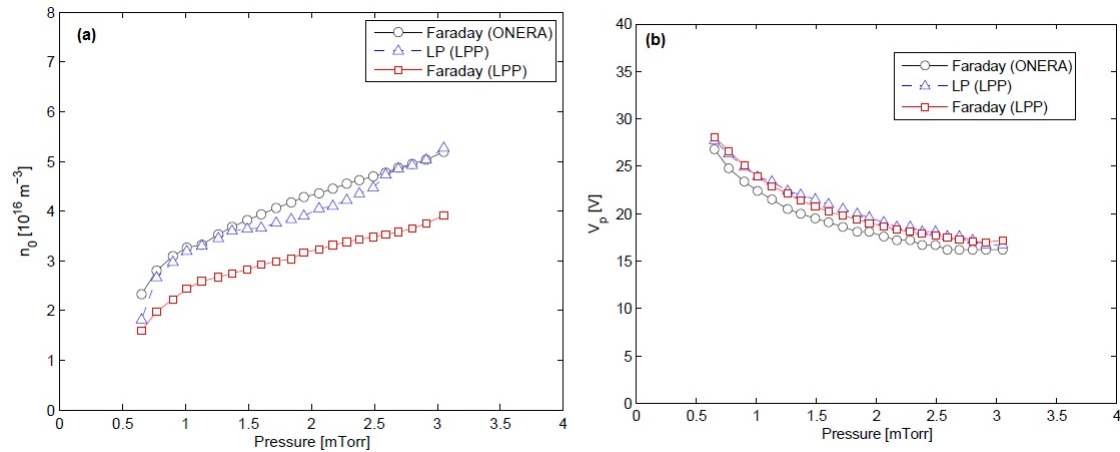 (a)
Faraday (ONERA)
LP (LPP)
Faraday (LPP)
8
7
6
5
4
3
2
1
0
n₀ [10¹⁶ m⁻³]
0 0.5 1 1.5 2 2.5 3 3.5 4
Pressure [mTorr]
(b)
Faraday (ONERA)
LP (LPP)
Faraday (LPP)
40
35
30
25
20
15
10
5
0
Vₚ [V]
0 0.5 1 1.5 2 2.5 3 3.5 4
Pressure [mTorr]